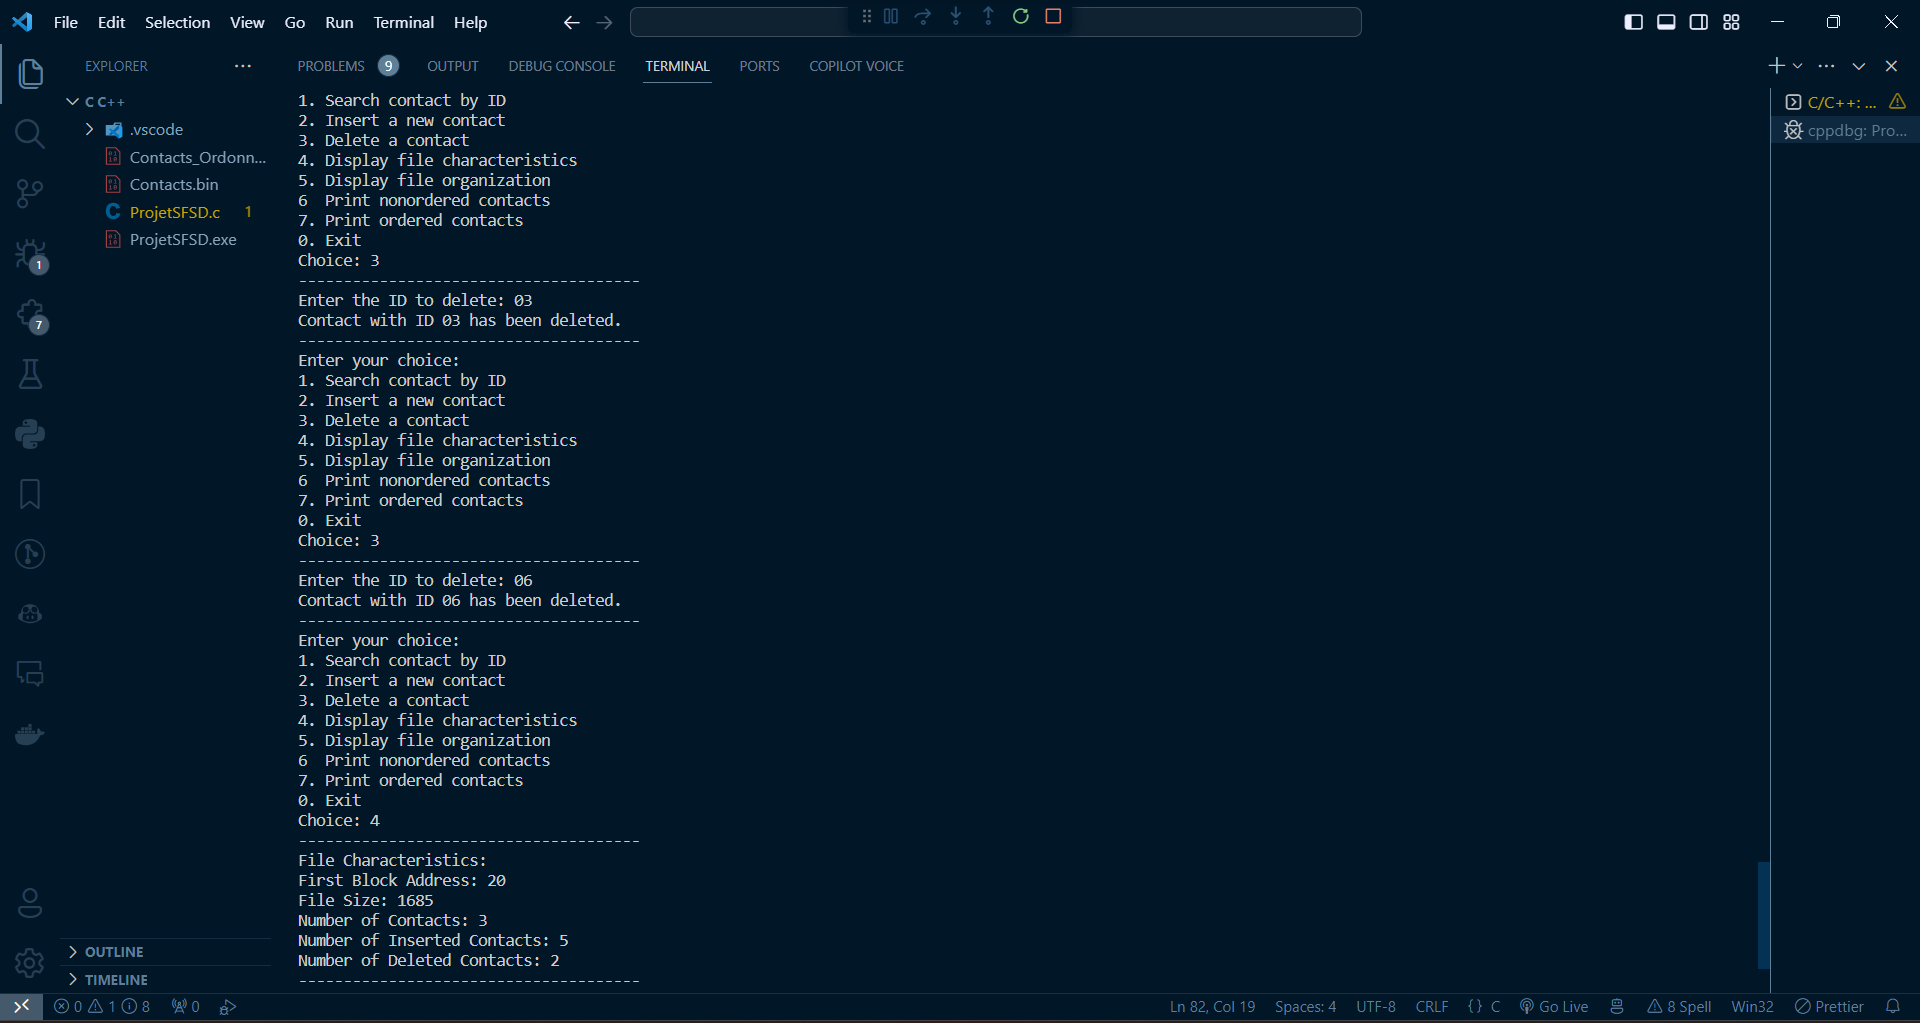 File Edit Selection View Go Run Terminal Help
EXPLORER
C C++
.vscode
Contacts_Ordonn...
Contacts.bin
ProjetSFSD.c 1
ProjetSFSD.exe
1
7
OUTLINE
TIMELINE
PROBLEMS 9 OUTPUT DEBUG CONSOLE TERMINAL PORTS COPILOT VOICE
1. Search contact by ID
2. Insert a new contact
3. Delete a contact
4. Display file characteristics
5. Display file organization
6  Print nonordered contacts
7. Print ordered contacts
0. Exit
Choice: 3
--------------------------------------
Enter the ID to delete: 03
Contact with ID 03 has been deleted.
--------------------------------------
Enter your choice:
1. Search contact by ID
2. Insert a new contact
3. Delete a contact
4. Display file characteristics
5. Display file organization
6  Print nonordered contacts
7. Print ordered contacts
0. Exit
Choice: 3
--------------------------------------
Enter the ID to delete: 06
Contact with ID 06 has been deleted.
--------------------------------------
Enter your choice:
1. Search contact by ID
2. Insert a new contact
3. Delete a contact
4. Display file characteristics
5. Display file organization
6  Print nonordered contacts
7. Print ordered contacts
0. Exit
Choice: 4
--------------------------------------
File Characteristics:
First Block Address: 20
File Size: 1685
Number of Contacts: 3
Number of Inserted Contacts: 5
Number of Deleted Contacts: 2
--------------------------------------
C/C++: ...
cppdbg: Pro...
0 1 8 0 Ln 82, Col 19 Spaces: 4 UTF-8 CRLF {} C Go Live 8 Spell Win32 Prettier